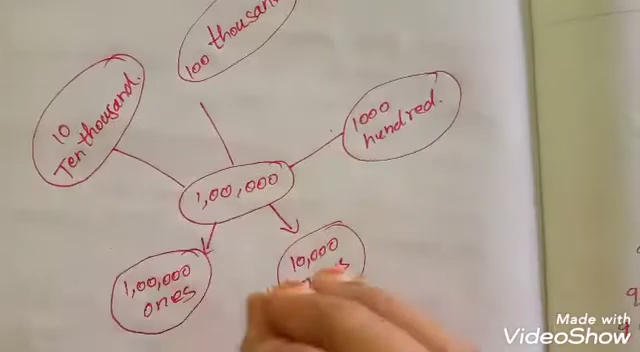 100 thousand
10
Ten thousand.
1000
hundred.
1,00,000
1,00,000
ones
10,000
Made with
VideoShow